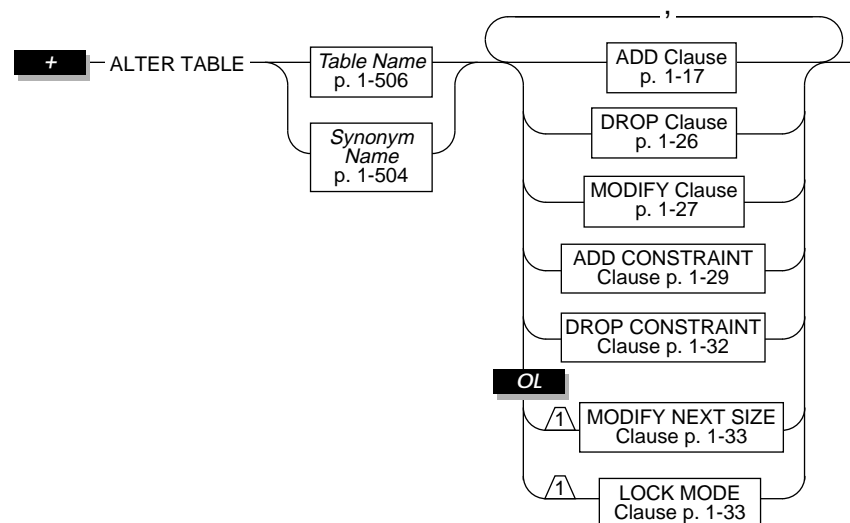 ,
+
ALTER TABLE
Table Name
p. 1-506
Synonym
Name
p. 1-504
ADD Clause
p. 1-17
DROP Clause
p. 1-26
MODIFY Clause
p. 1-27
ADD CONSTRAINT
Clause p. 1-29
DROP CONSTRAINT
Clause p. 1-32
OL
1
MODIFY NEXT SIZE
Clause p. 1-33
1
LOCK MODE
Clause p. 1-33